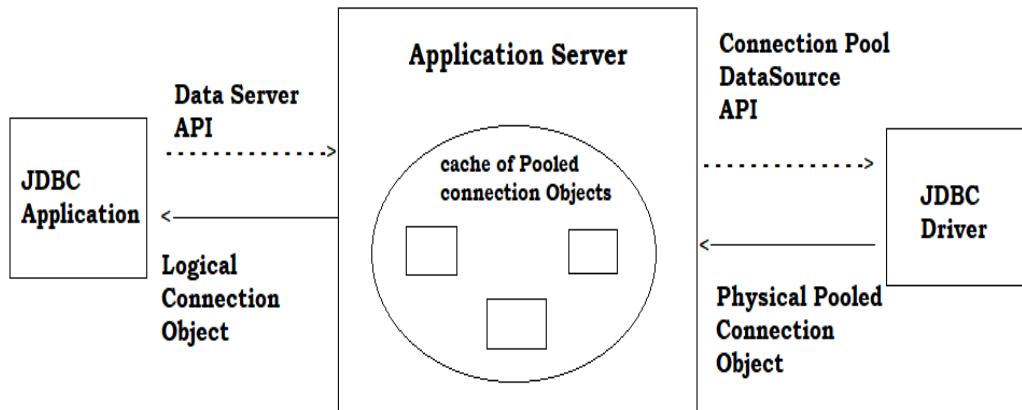 JDBC
Application
Data Server
API
Logical
Connection
Object
Application Server
cache of Pooled
connection Objects
Connection Pool
DataSource
API
Physical Pooled
Connection
Object
JDBC
Driver